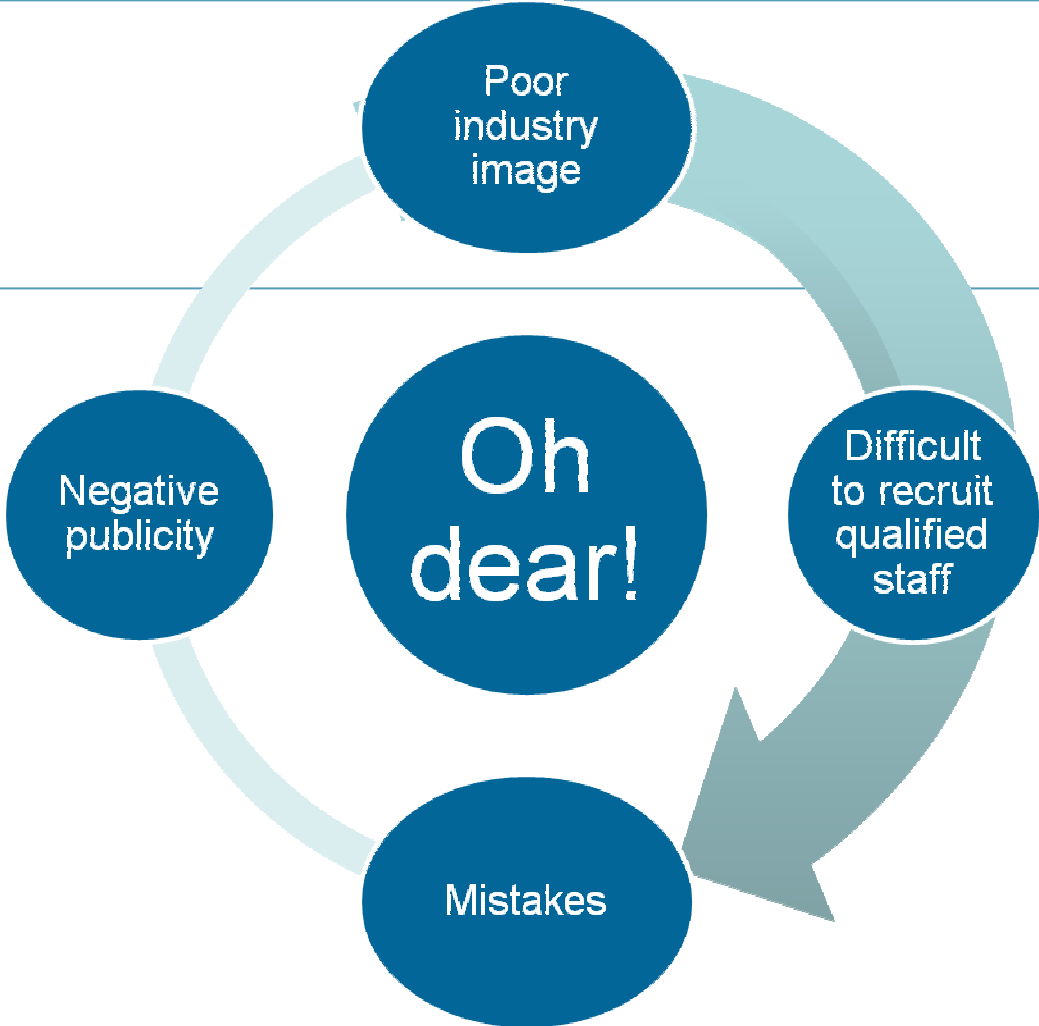 Poor
industry
image
Difficult
to recruit
qualified
staff
Mistakes
Negative
publicity
Oh
dear!